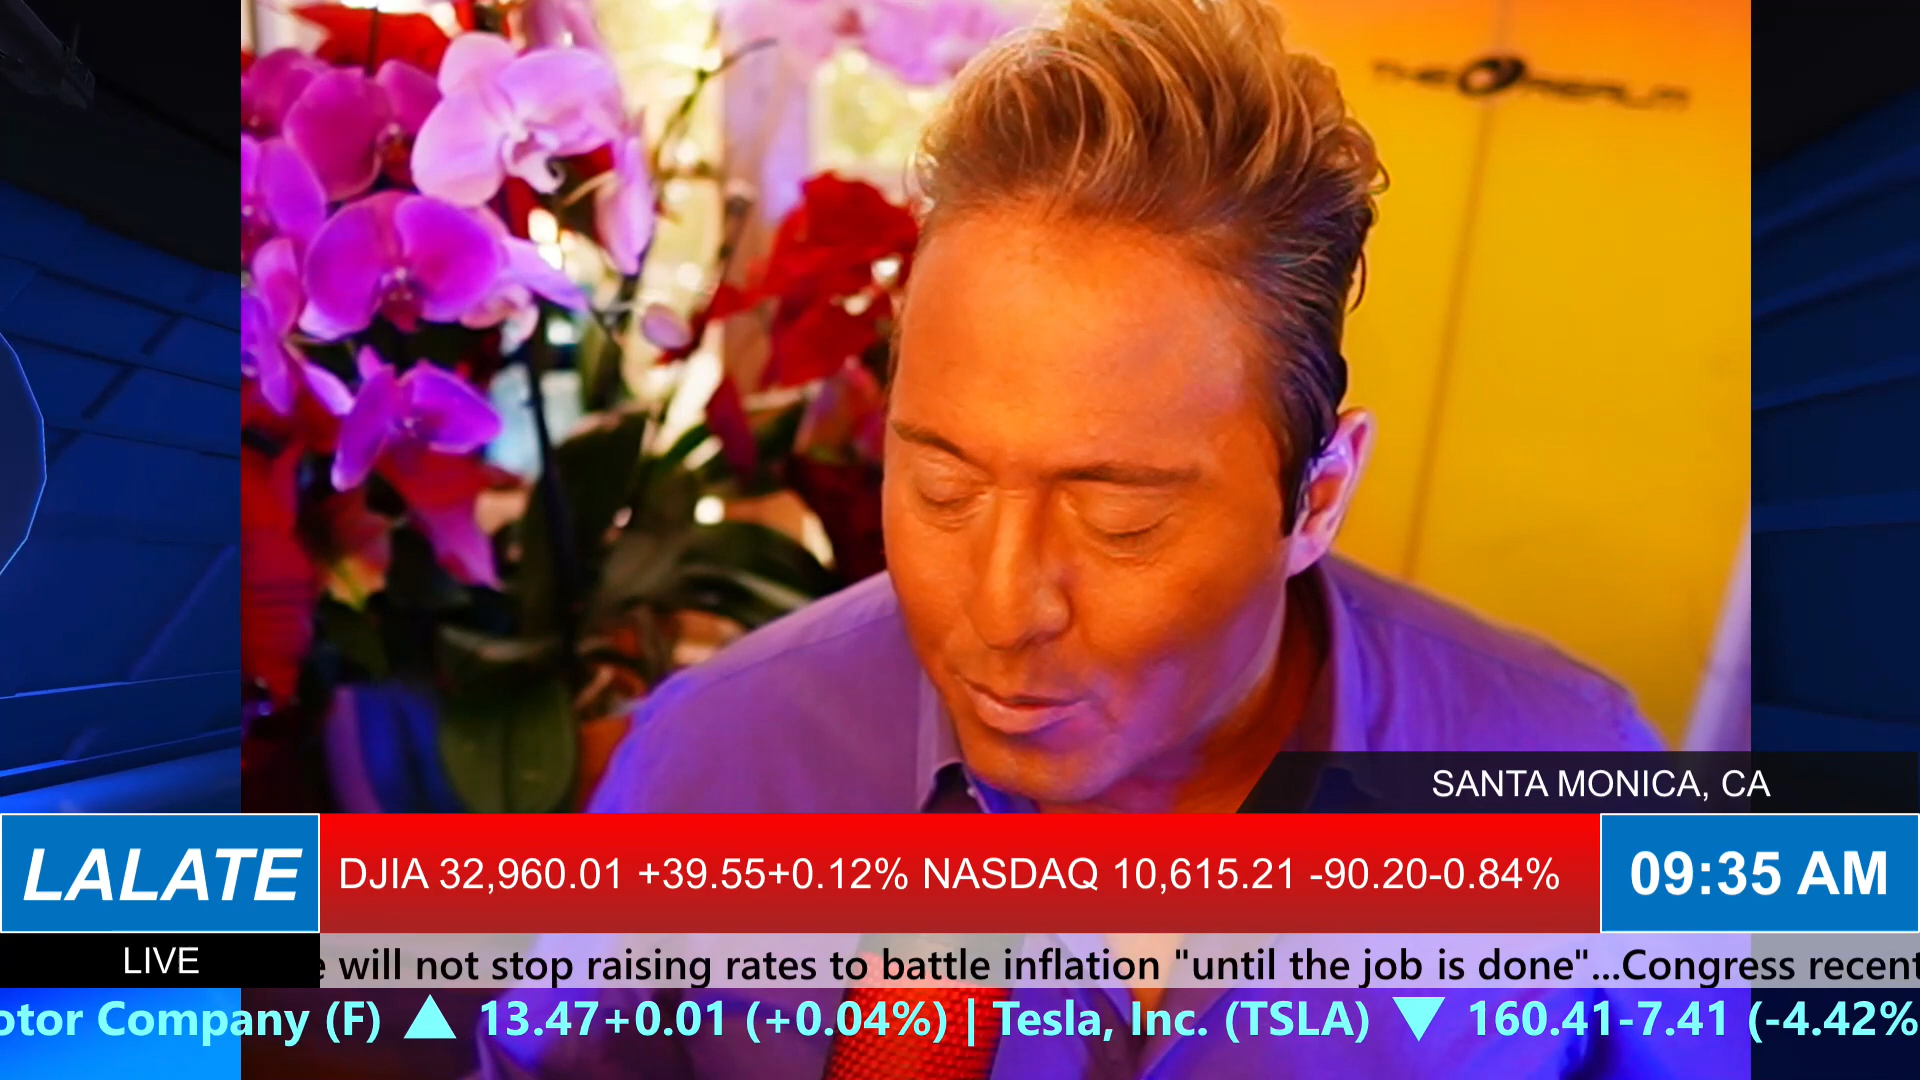 SANTA MONICA, CA
LALATE
DJIA 32,960.01 +39.55+0.12% NASDAQ 10,615.21 -90.20-0.84%
09:35 AM
LIVE
will not stop raising rates to battle inflation "until the job is done"...Congress recent
otor Company (F) ▲ 13.47+0.01 (+0.04%) | Tesla, Inc. (TSLA) ▼ 160.41-7.41 (-4.42%